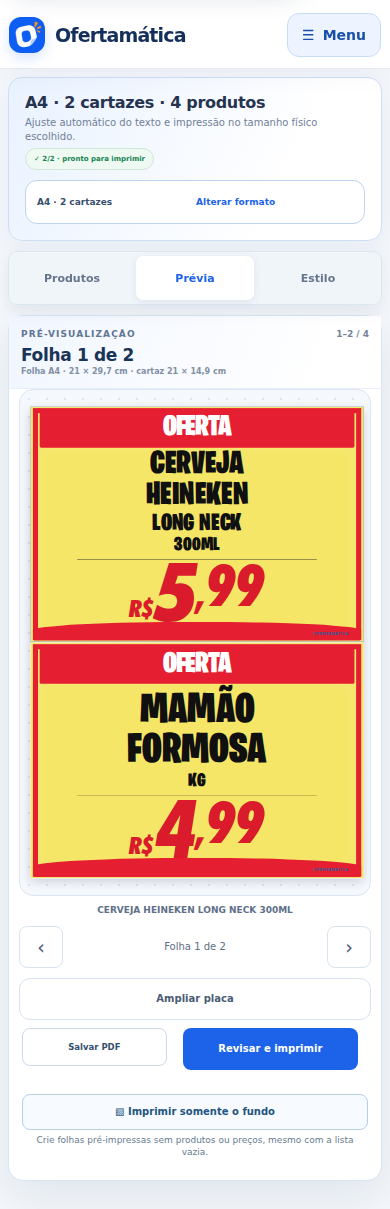 Ofertamática
☰ Menu
A4 · 2 cartazes · 4 produtos
Ajuste automático do texto e impressão no tamanho físico
escolhido.
✓ 2/2 · pronto para imprimir
A4 · 2 cartazes
Alterar formato
Produtos
Prévia
Estilo
PRÉ-VISUALIZAÇÃO
1–2 / 4
Folha 1 de 2
Folha A4 · 21 × 29,7 cm · cartaz 21 × 14,9 cm
OFERTA
CERVEJA
HEINEKEN
LONG NECK
300ML
R$5,99
OFERTA
MAMÃO
FORMOSA
KG
R$4,99
CERVEJA HEINEKEN LONG NECK 300ML
‹
Folha 1 de 2
›
Ampliar placa
Salvar PDF
Revisar e imprimir
▧ Imprimir somente o fundo
Crie folhas pré-impressas sem produtos ou preços, mesmo com a lista
vazia.